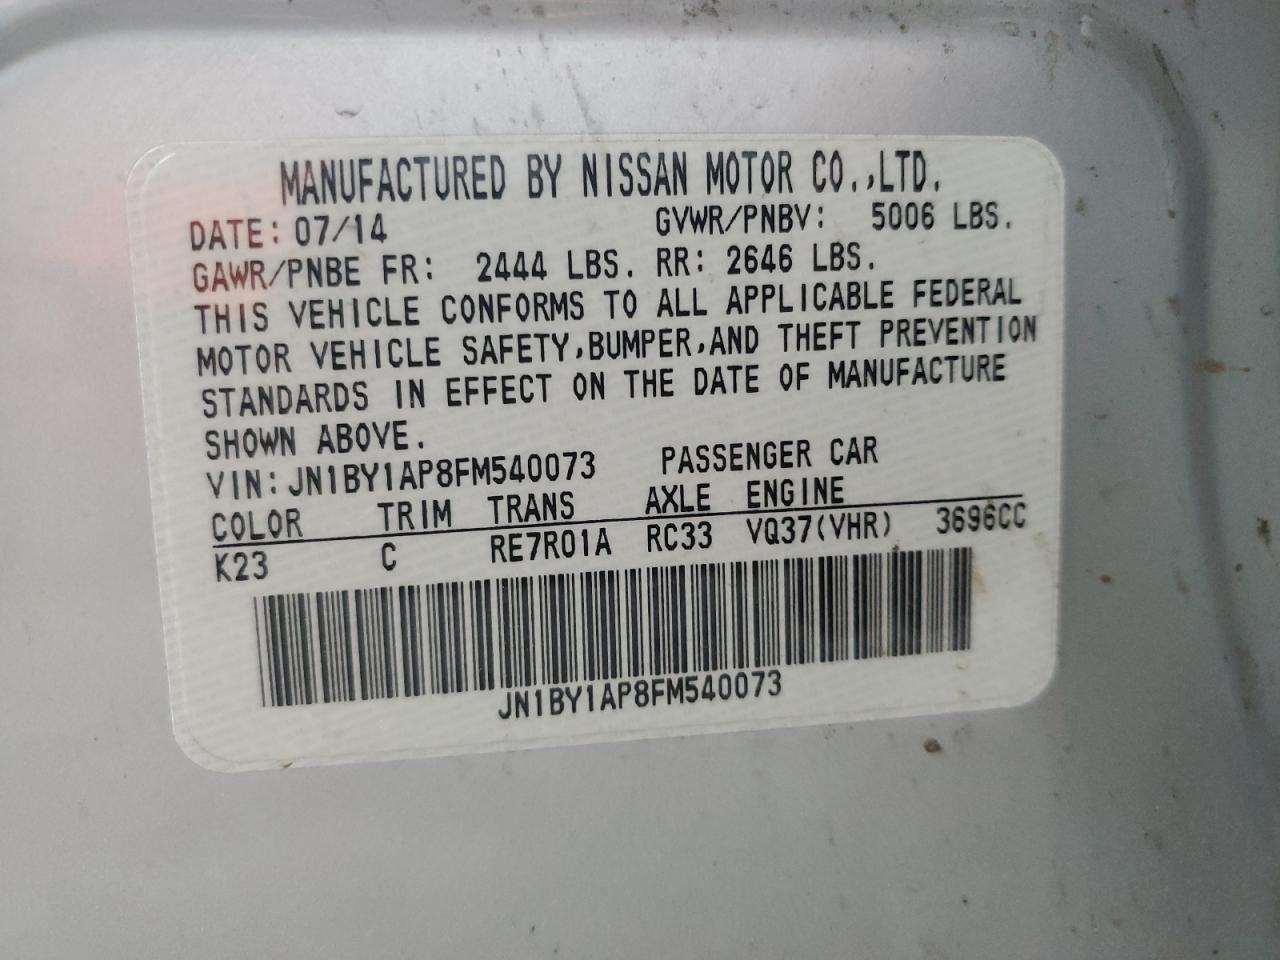 MANUFACTURED BY NISSAN MOTOR CO.,LTD.
DATE: 07/14 GVWR/PNBV: 5006 LBS.
GAWR/PNBE FR: 2444 LBS. RR: 2646 LBS.
THIS VEHICLE CONFORMS TO ALL APPLICABLE FEDERAL
MOTOR VEHICLE SAFETY,BUMPER,AND THEFT PREVENTION
STANDARDS IN EFFECT ON THE DATE OF MANUFACTURE
SHOWN ABOVE.
VIN: JN1BY1AP8FM540073 PASSENGER CAR
COLOR TRIM TRANS AXLE ENGINE
K23 C RE7R01A RC33 VQ37(VHR) 3696CC
JN1BY1AP8FM540073